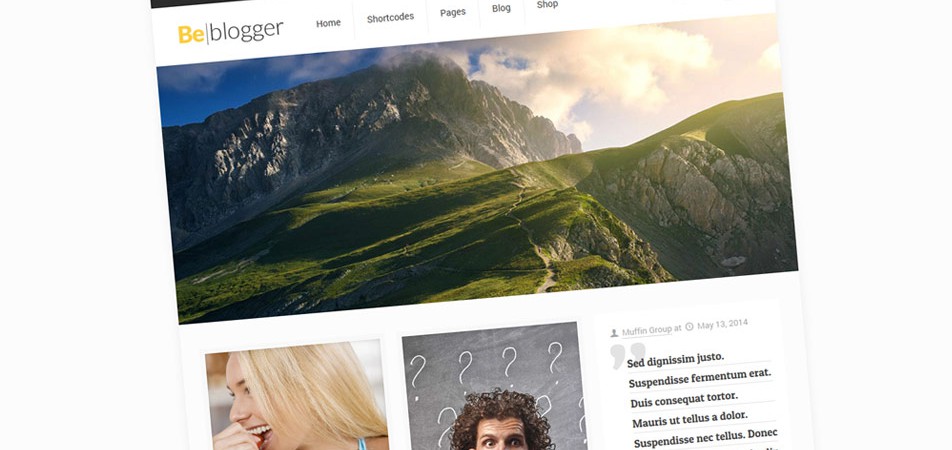 Be|blogger
Home
Shortcodes
Pages
Blog
Shop
Muffin Group at May 13, 2014
Sed dignissim justo.
Suspendisse fermentum erat.
Duis consequat tortor.
Mauris ut tellus a dolor.
Suspendisse nec tellus. Donec
? ? ? ?
? ?